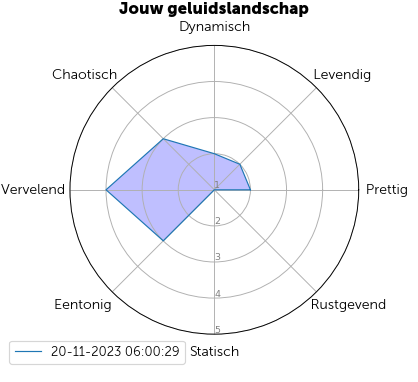 Jouw geluidslandschap
Dynamisch
Chaotisch
Levendig
Vervelend
Prettig
1
2
3
4
5
Eentonig
Rustgevend
20-11-2023 06:00:29
Statisch